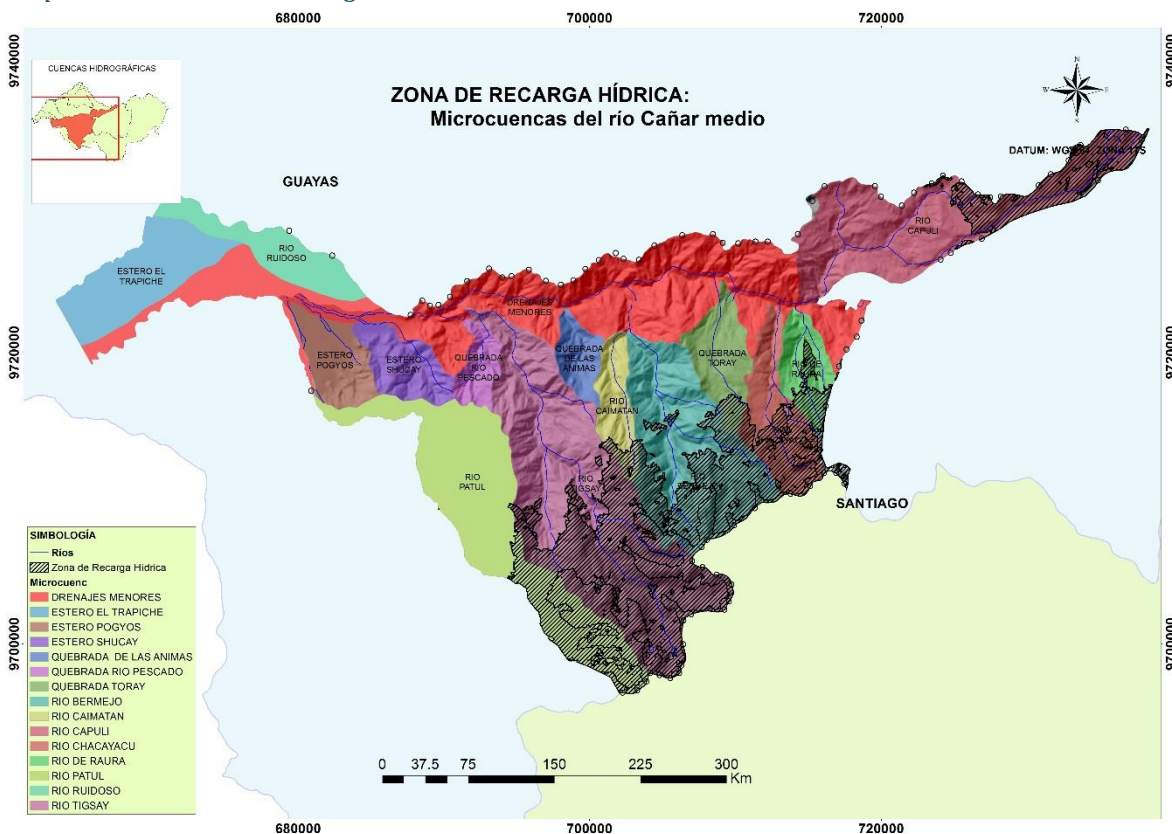 680000
700000
720000
9740000
9740000
CUENCAS HIDROGRÁFICAS
ZONA DE RECARGA HÍDRICA:
Microcuencas del río Cañar medio
N
W
E
S
GUAYAS
RIO
RUIDOSO
ESTERO EL
TRAPICHE
RIO
CAPULI
DRENAJES
MENORES
9720000
9720000
ESTERO
POGYOS
ESTERO
SHUCAY
QUEBRADA
RIO
PESCADO
QUEBRADA
DE LAS
ANIMAS
QUEBRADA
TORAY
RIO DE
RAURA
RIO
CAIMATAN
RIO
PATUL
RIO
TIGSAY
SANTIAGO
9700000
9700000
SIMBOLOGÍA
Ríos
Zona de Recarga Hidrica
Microcuenc
DRENAJES MENORES
ESTERO EL TRAPICHE
ESTERO POGYOS
ESTERO SHUCAY
QUEBRADA DE LAS ANIMAS
QUEBRADA RIO PESCADO
QUEBRADA TORAY
RIO BERMEJO
RIO CAIMATAN
RIO CAPULI
RIO CHACAYACU
RIO DE RAURA
RIO PATUL
RIO RUIDOSO
RIO TIGSAY
0 37.5 75 150 225 300
Km
680000
700000
720000